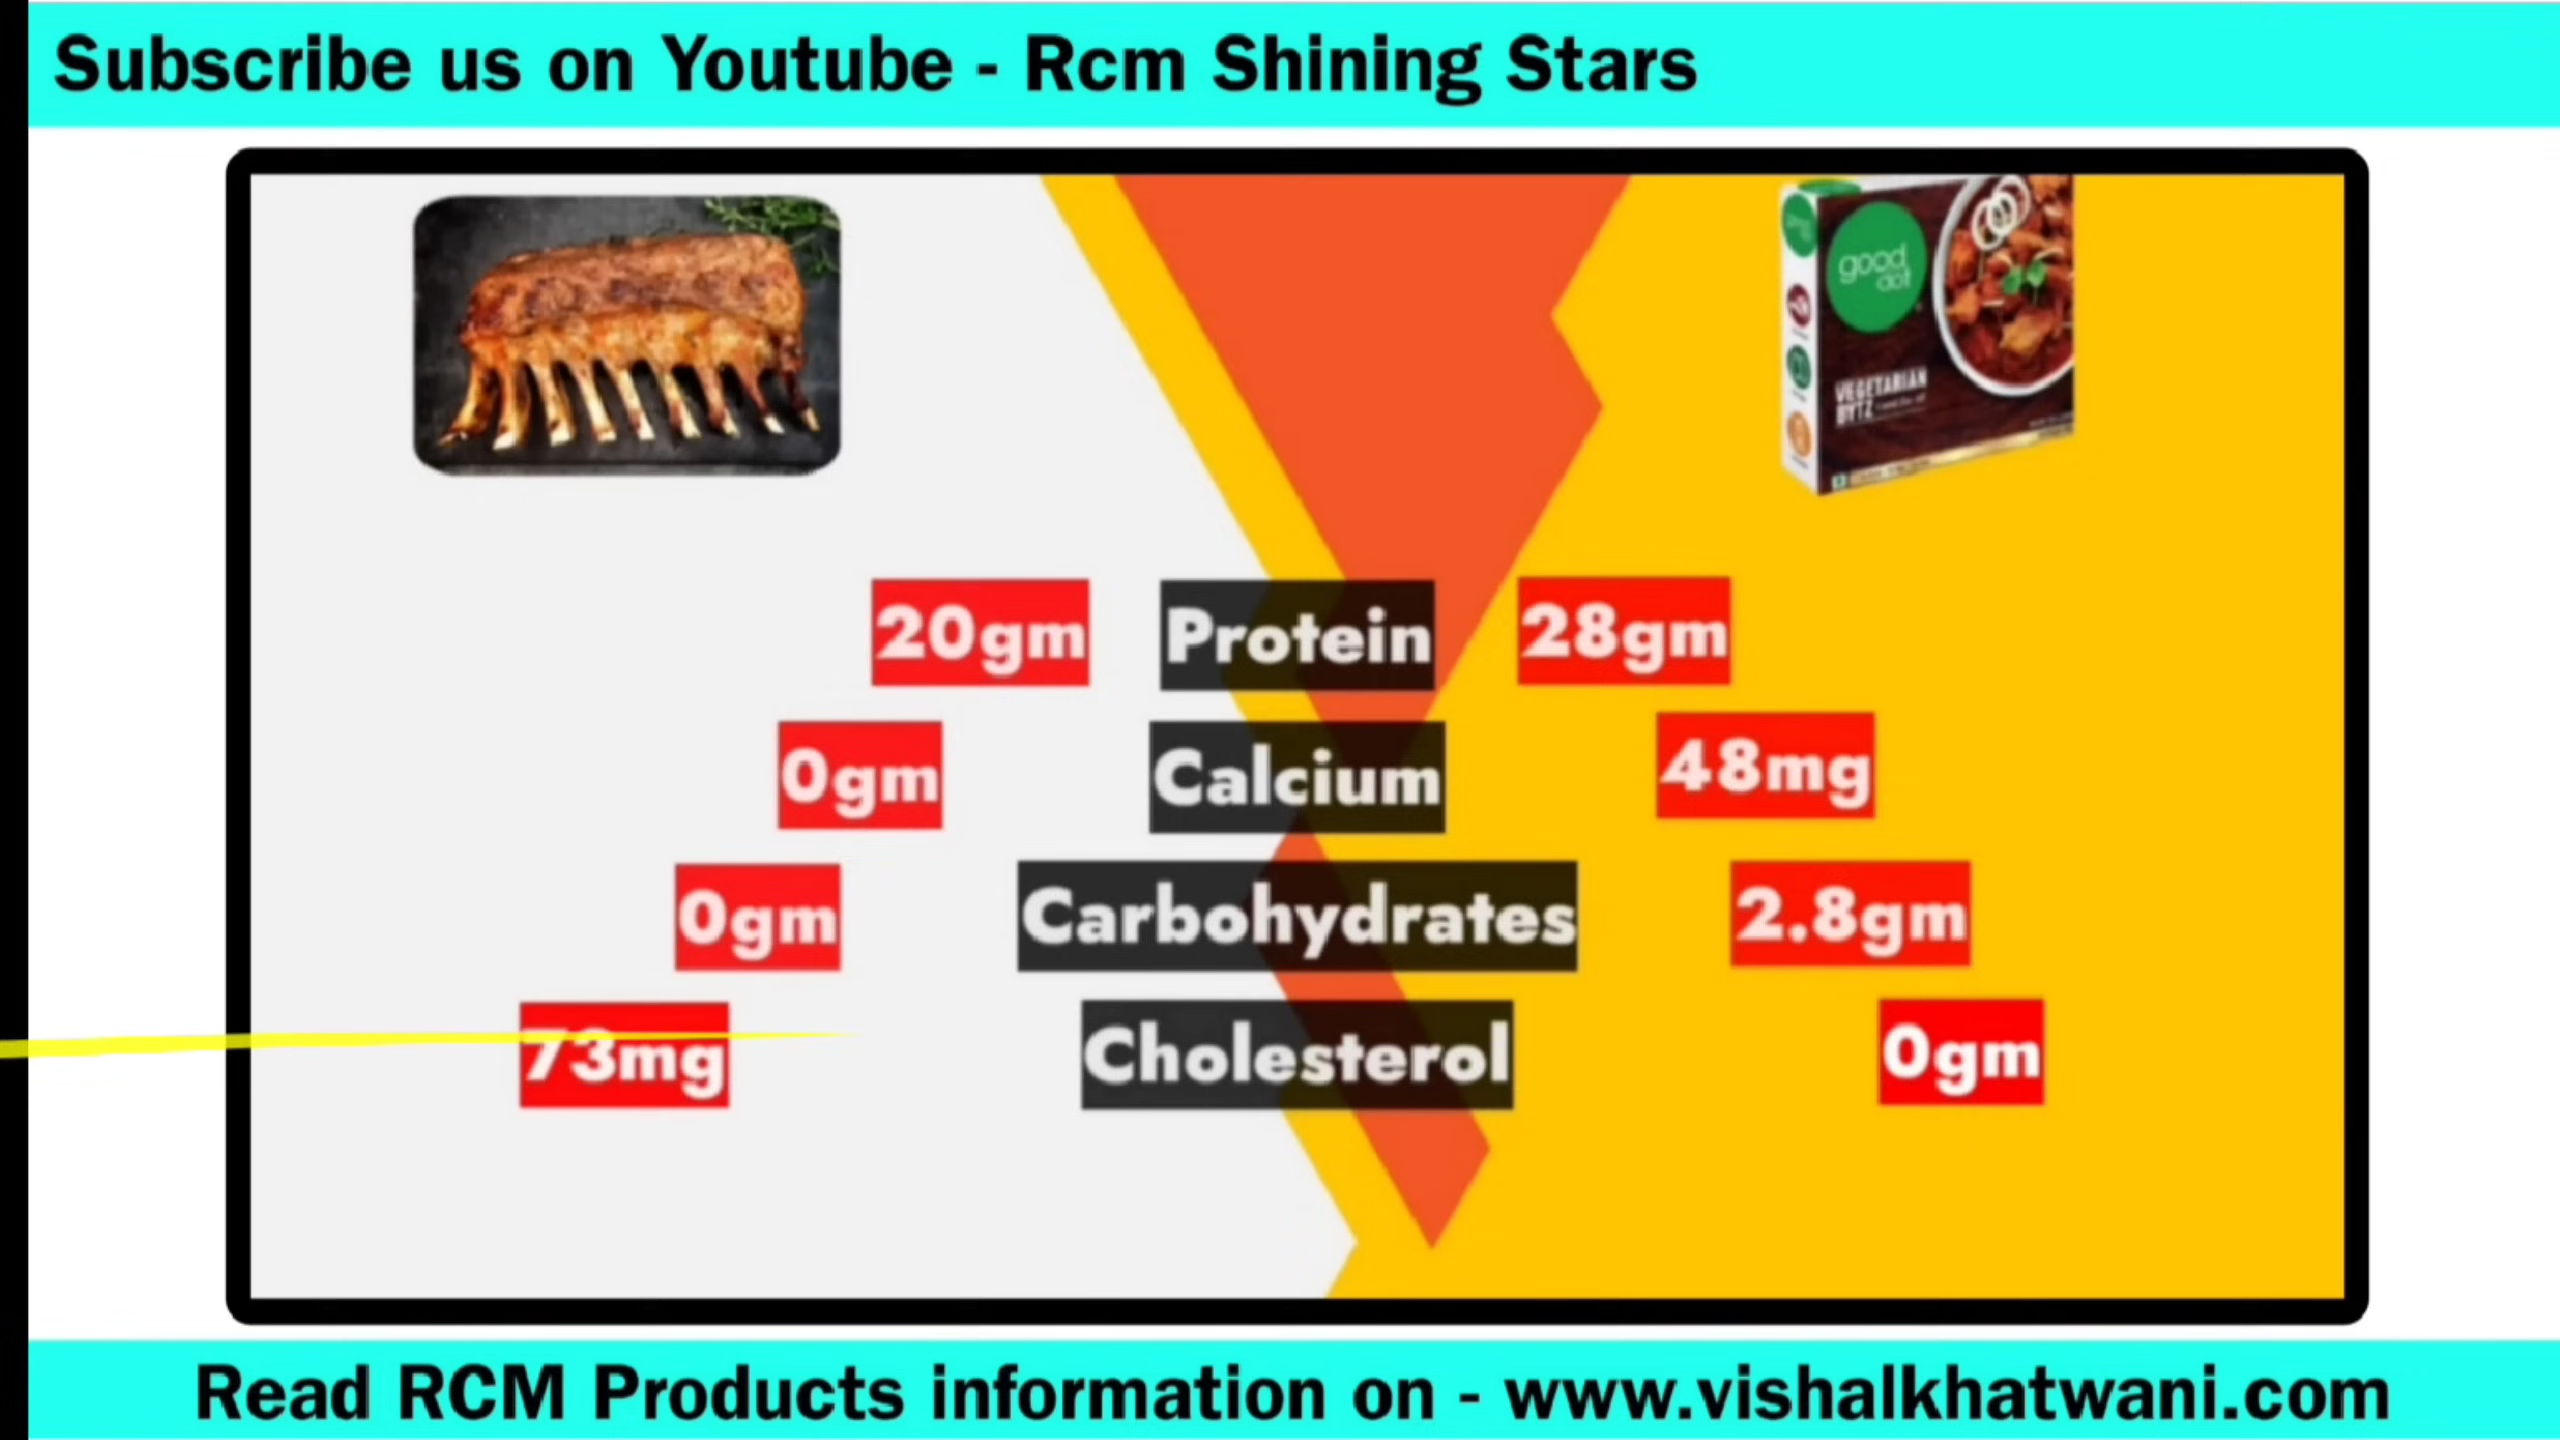 Subscribe us on Youtube - Rcm Shining Stars
good
dot
VEGETARIAN
BYTZ
20gm Protein 28gm
0gm Calcium 48mg
0gm Carbohydrates 2.8gm
73mg Cholesterol 0gm
Read RCM Products information on - www.vishalkhatwani.com